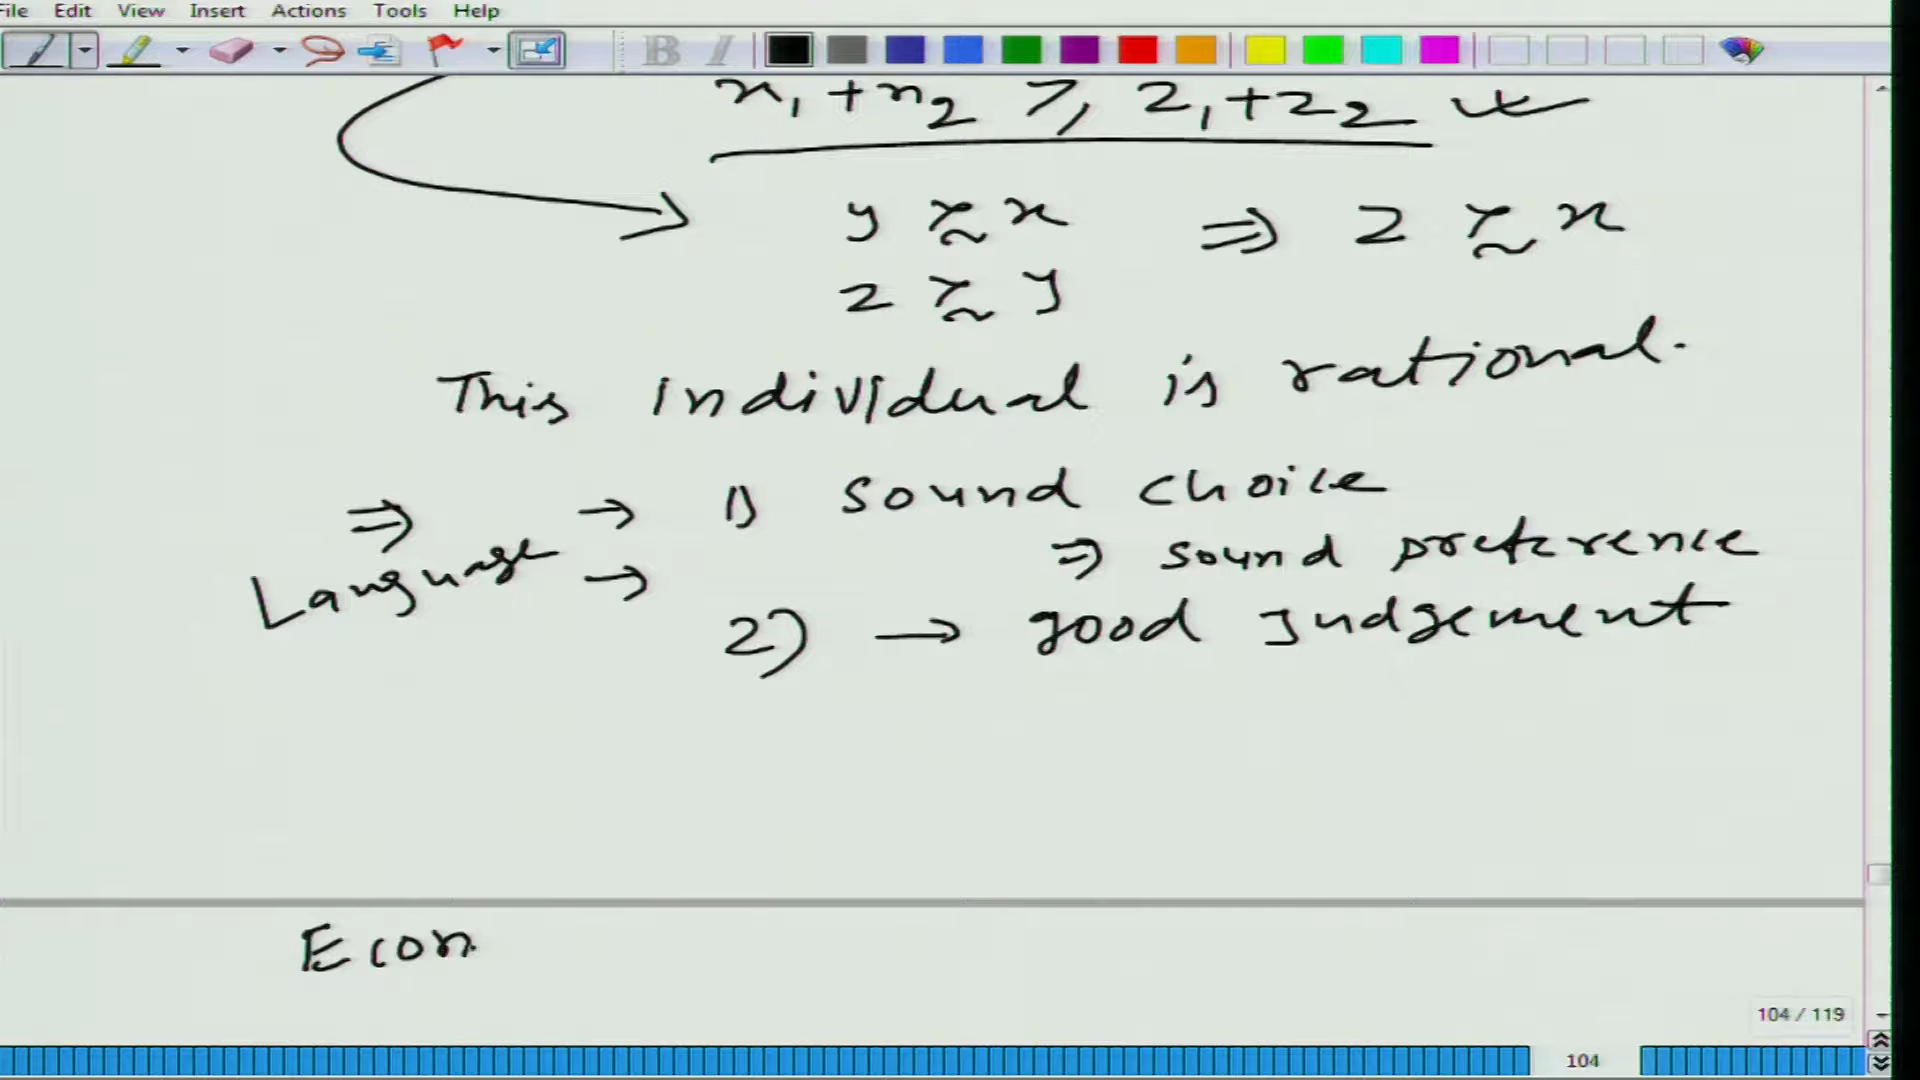 File Edit View Insert Actions Tools Help
B I
x₁ + x₂ ≥ z₁ + z₂
y ≿ x ⇒ z ≿ x
z ≿ y
This individual is rational.
⇒ → 1) sound choice
Language → ⇒ sound preference
2) → good judgement
Econ
104 / 119
104